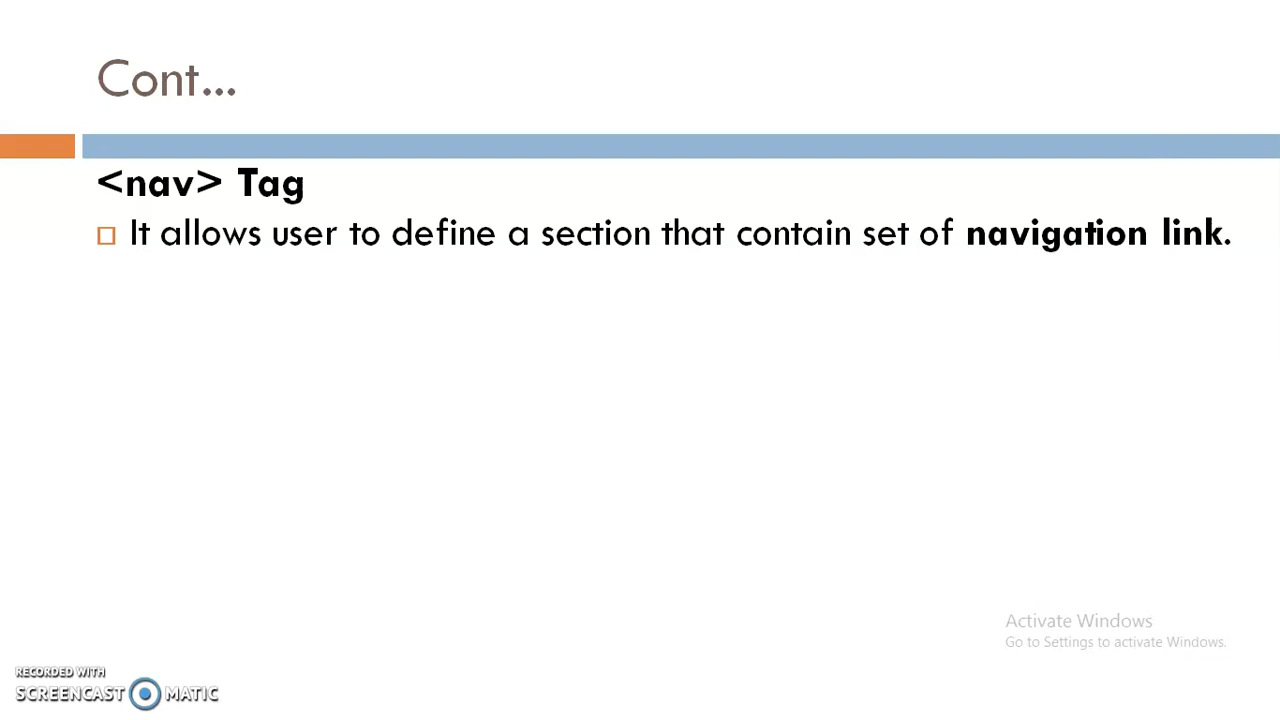 Cont...
<nav> Tag
It allows user to define a section that contain set of navigation link.
Activate Windows
Go to Settings to activate Windows.
RECORDED WITH
SCREENCAST MATIC